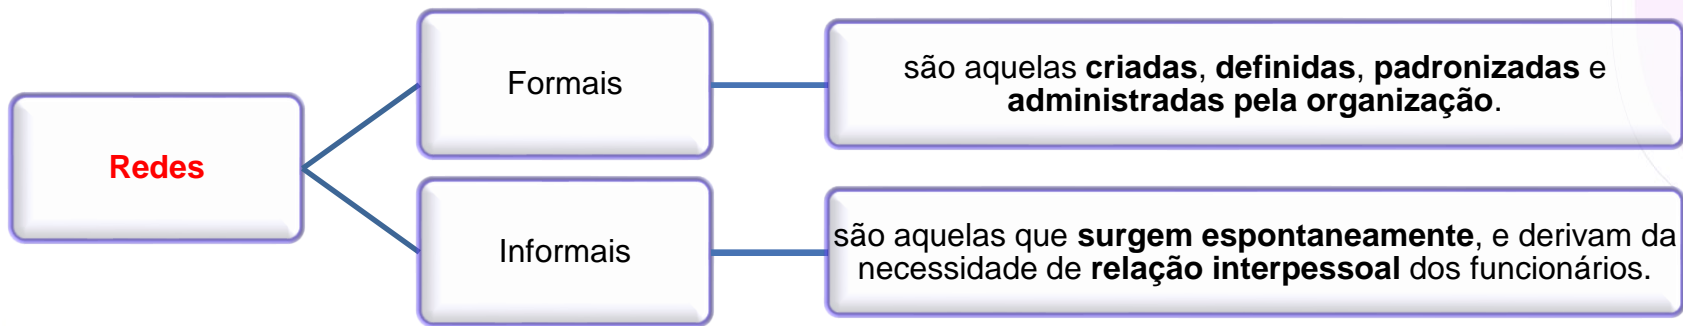 Redes
Formais
são aquelas criadas, definidas, padronizadas e
administradas pela organização.
Informais
são aquelas que surgem espontaneamente, e derivam da
necessidade de relação interpessoal dos funcionários.